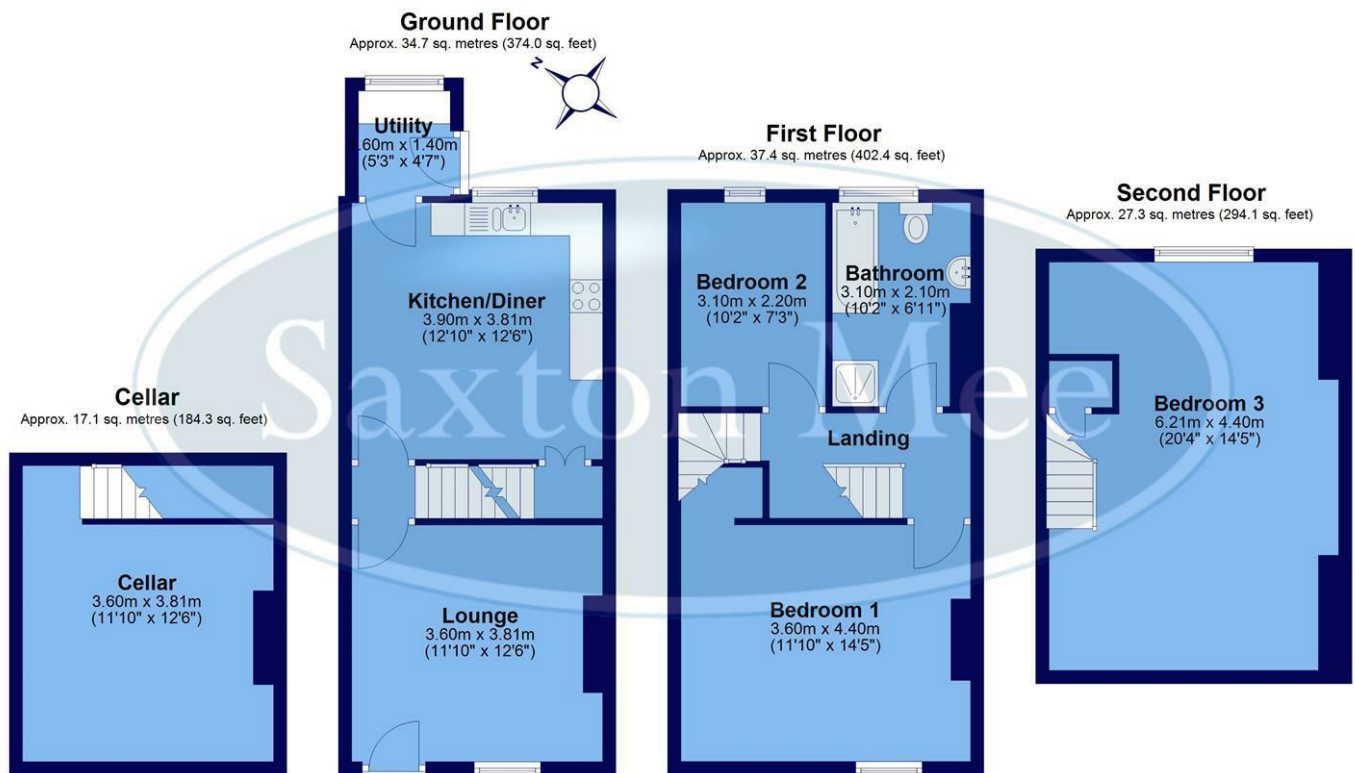 Ground Floor
Approx. 34.7 sq. metres (374.0 sq. feet)
N
Utility
1.60m x 1.40m
(5'3" x 4'7")
Kitchen/Diner
3.90m x 3.81m
(12'10" x 12'6")
Lounge
3.60m x 3.81m
(11'10" x 12'6")
First Floor
Approx. 37.4 sq. metres (402.4 sq. feet)
Bedroom 2
3.10m x 2.20m
(10'2" x 7'3")
Bathroom
3.10m x 2.10m
(10'2" x 6'11")
Landing
Bedroom 1
3.60m x 4.40m
(11'10" x 14'5")
Second Floor
Approx. 27.3 sq. metres (294.1 sq. feet)
Bedroom 3
6.21m x 4.40m
(20'4" x 14'5")
Cellar
Approx. 17.1 sq. metres (184.3 sq. feet)
Cellar
3.60m x 3.81m
(11'10" x 12'6")
Saxton Mee